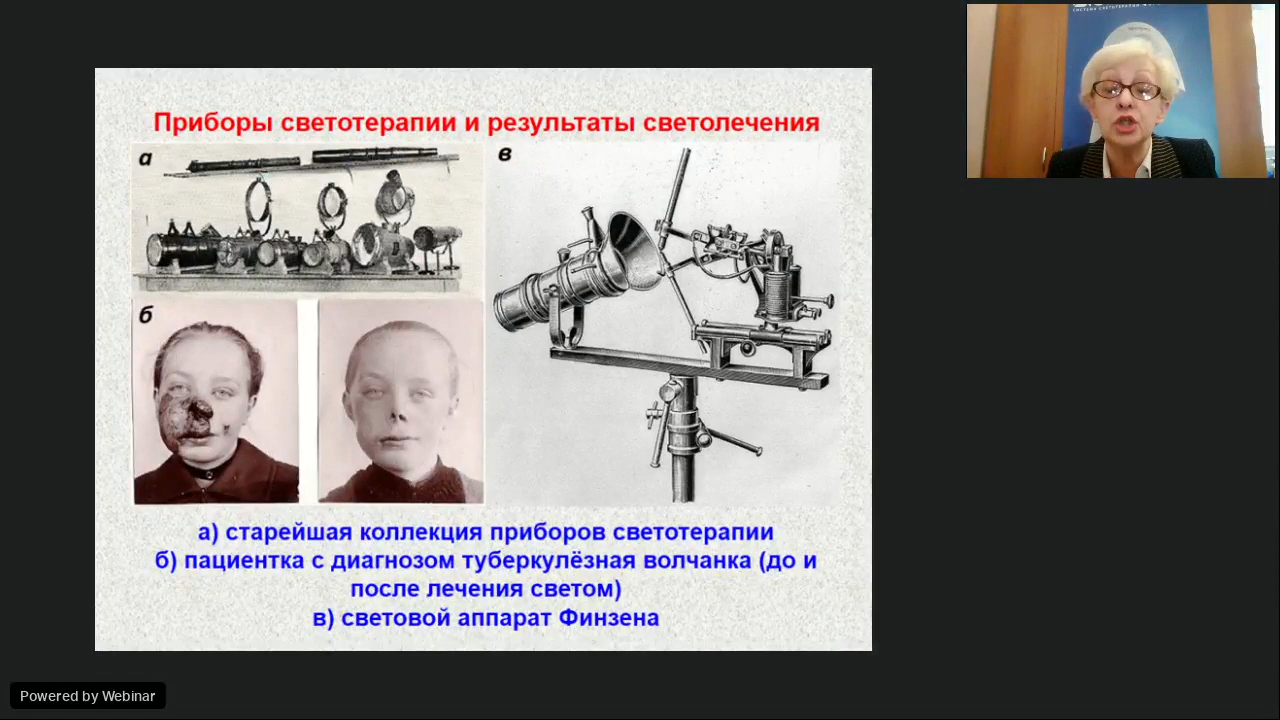 Приборы светотерапии и результаты светолечения
а
в
б
а) старейшая коллекция приборов светотерапии
б) пациентка с диагнозом туберкулёзная волчанка (до и
после лечения светом)
в) световой аппарат Финзена
Powered by Webinar